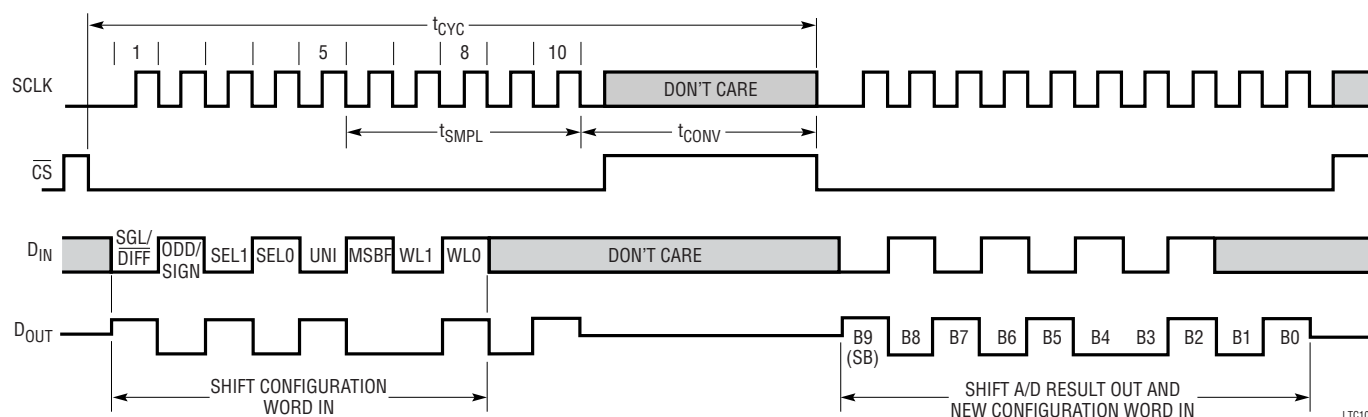 tCYC
1 5 8 10
SCLK
DON'T CARE
tSMPL
tCONV
CS
DIN
SGL/
DIFF
ODD/
SIGN
SEL1
SEL0
UNI
MSBF
WL1
WL0
DON'T CARE
DOUT
B9
(SB)
B8
B7
B6
B5
B4
B3
B2
B1
B0
SHIFT CONFIGURATION
WORD IN
SHIFT A/D RESULT OUT AND
NEW CONFIGURATION WORD IN